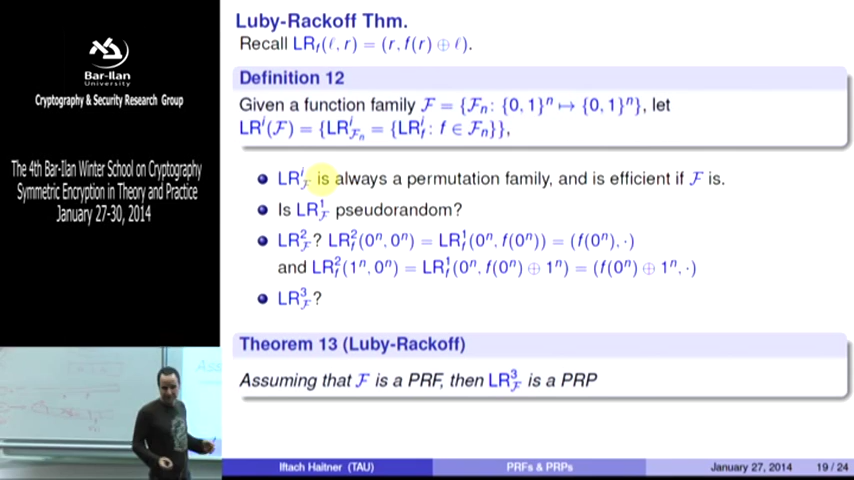 Bar-Ilan
University
Cryptography & Security Research Group
The 4th Bar-Ilan Winter School on Cryptography
Symmetric Encryption in Theory and Practice
January 27-30, 2014
Luby-Rackoff Thm.
Recall LR_f(ℓ, r) = (r, f(r) ⊕ ℓ).
Definition 12
Given a function family F = {F_n : {0, 1}^n ↦ {0, 1}^n}, let
LR^i(F) = {LR^i_{F_n} = {LR^i_f : f ∈ F_n}},
• LR^i_F is always a permutation family, and is efficient if F is.
• Is LR^1_F pseudorandom?
• LR^2_F? LR^2_f(0^n, 0^n) = LR^1_f(0^n, f(0^n)) = (f(0^n), ·)
and LR^2_f(1^n, 0^n) = LR^1_f(0^n, f(0^n) ⊕ 1^n) = (f(0^n) ⊕ 1^n, ·)
• LR^3_F?
Theorem 13 (Luby-Rackoff)
Assuming that F is a PRF, then LR^3_F is a PRP
Iftach Haitner (TAU) PRFs & PRPs January 27, 2014 19 / 24